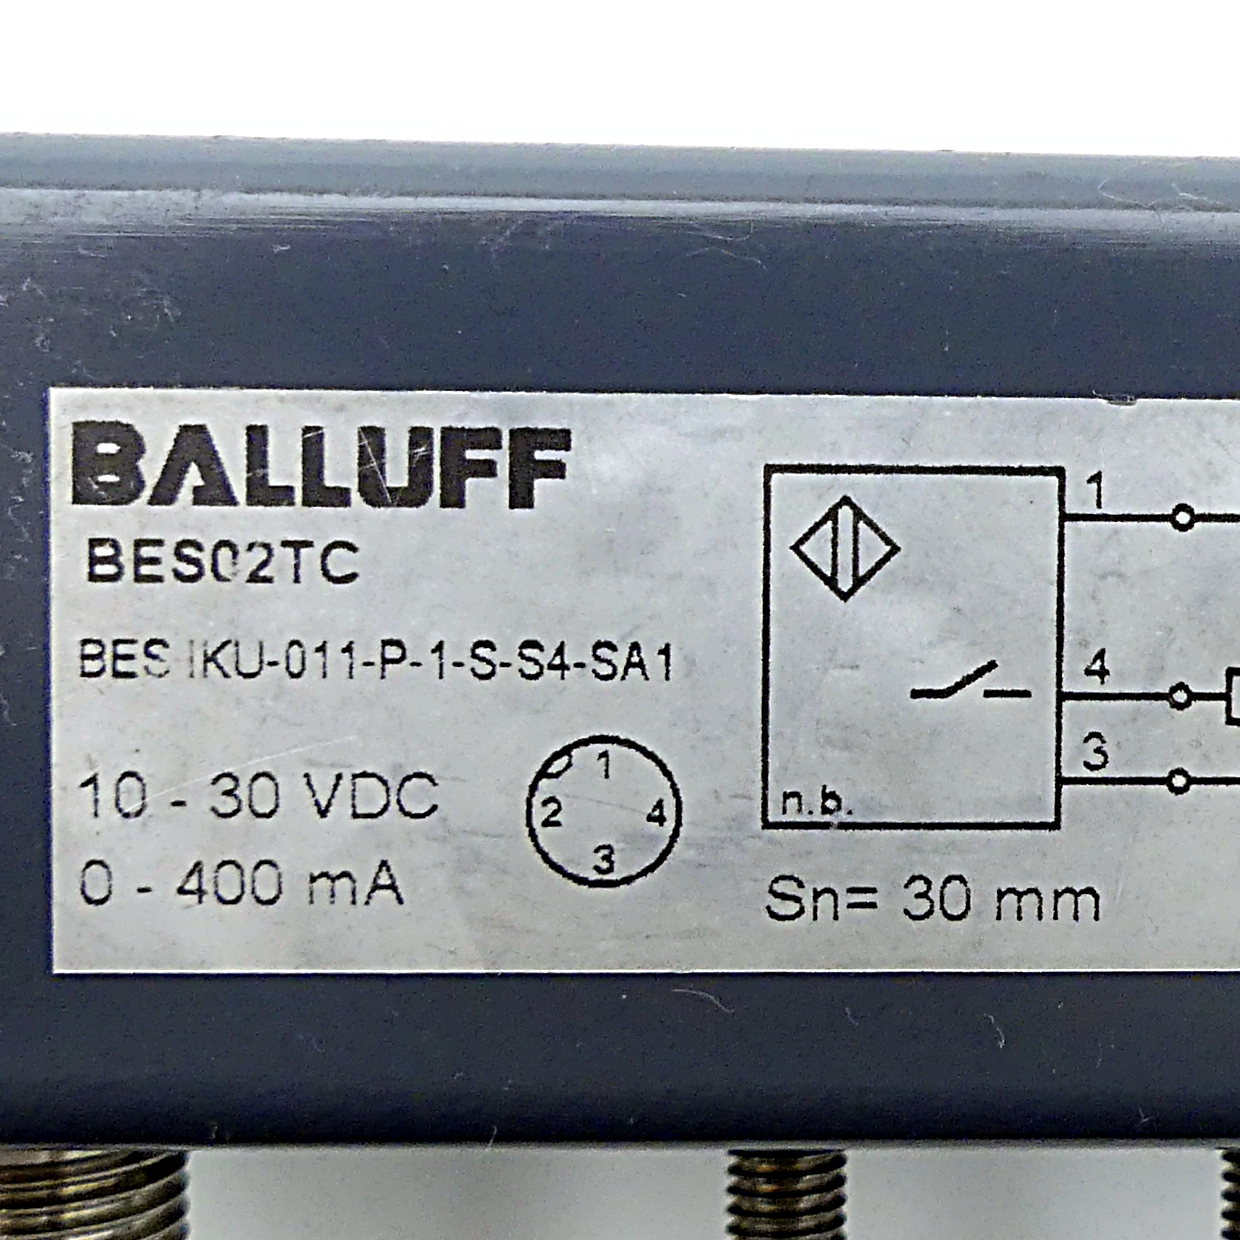 BALLUFF
BES02TC
BES IKU-011-P-1-S-S4-SA1
10 - 30 VDC
0 - 400 mA
1
2 4
3
n.b.
1
4
3
Sn= 30 mm